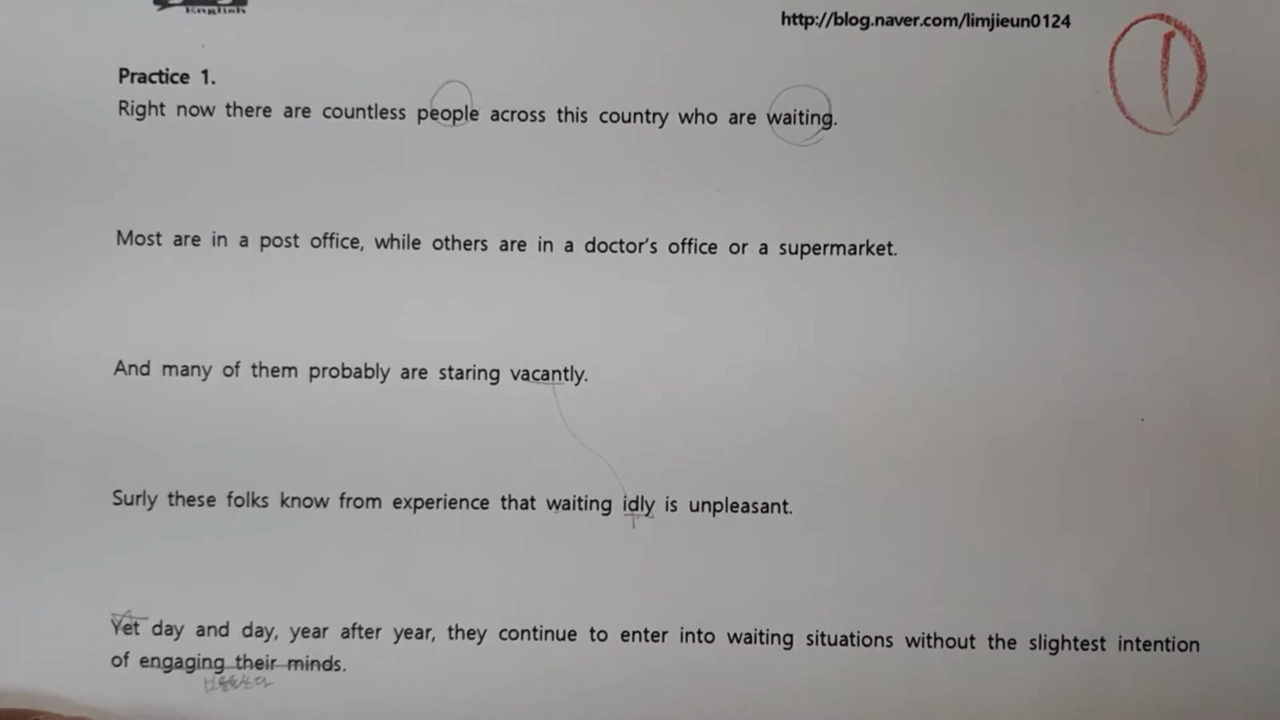 English
http://blog.naver.com/limjieun0124
1
Practice 1.
Right now there are countless people across this country who are waiting.
Most are in a post office, while others are in a doctor's office or a supermarket.
And many of them probably are staring vacantly.
Surly these folks know from experience that waiting idly is unpleasant.
Yet day and day, year after year, they continue to enter into waiting situations without the slightest intention
of engaging their minds.